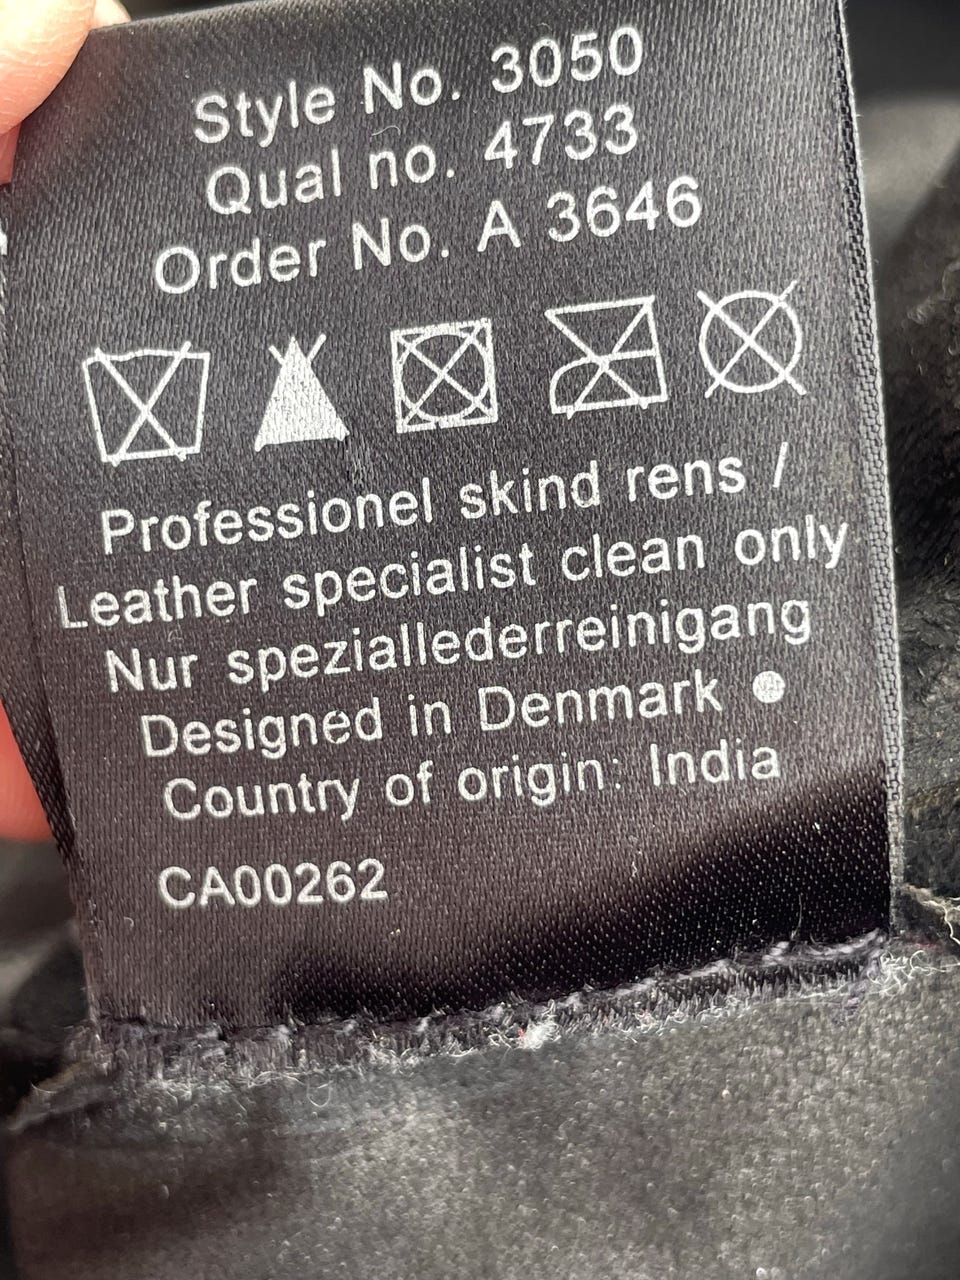 Style No. 3050
Qual no. 4733
Order No. A 3646
Professionel skind rens /
Leather specialist clean only
Nur speziallederreinigang
Designed in Denmark ●
Country of origin: India
CA00262